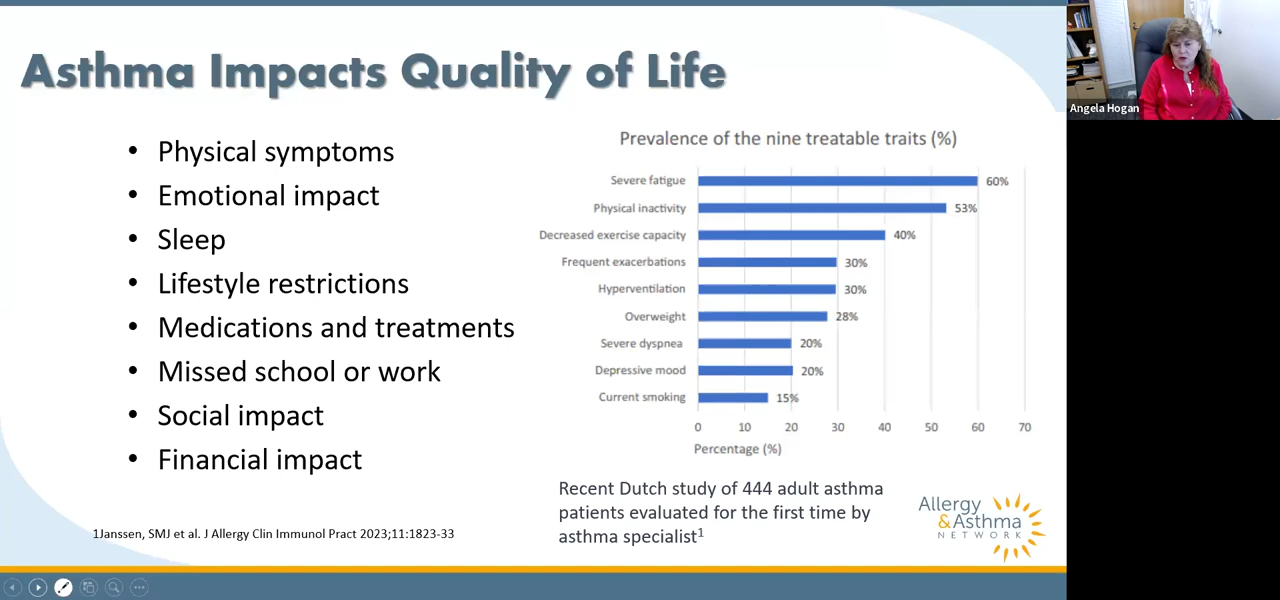 Asthma Impacts Quality of Life
• Physical symptoms
• Emotional impact
• Sleep
• Lifestyle restrictions
• Medications and treatments
• Missed school or work
• Social impact
• Financial impact
1Janssen, SMJ et al. J Allergy Clin Immunol Pract 2023;11:1823-33
Prevalence of the nine treatable traits (%)
Severe fatigue 60%
Physical inactivity 53%
Decreased exercise capacity 40%
Frequent exacerbations 30%
Hyperventilation 30%
Overweight 28%
Severe dyspnea 20%
Depressive mood 20%
Current smoking 15%
0 10 20 30 40 50 60 70
Percentage (%)
Recent Dutch study of 444 adult asthma
patients evaluated for the first time by
asthma specialist1
Allergy
&Asthma
NETWORK
Angela Hogan